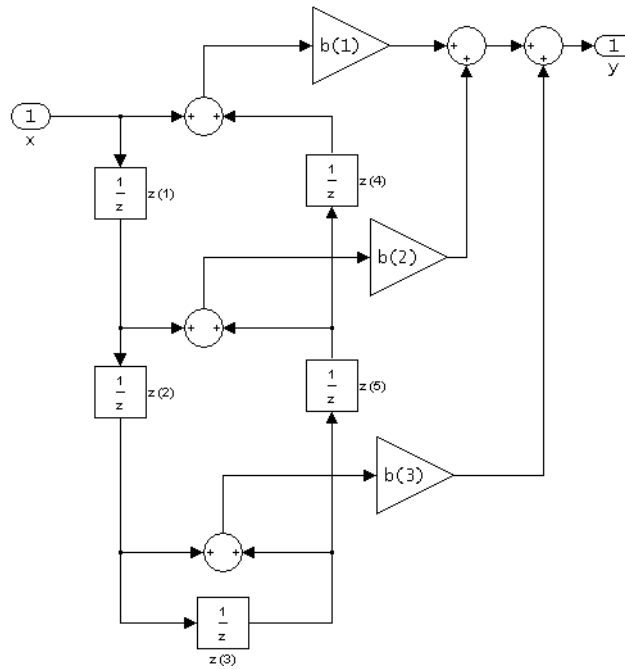 b(1)
+
+
+
+
1
y
1
x
+
+
1
z
z(1)
1
z
z(4)
b(2)
+
+
1
z
z(2)
1
z
z(5)
b(3)
+
+
1
z
z(3)